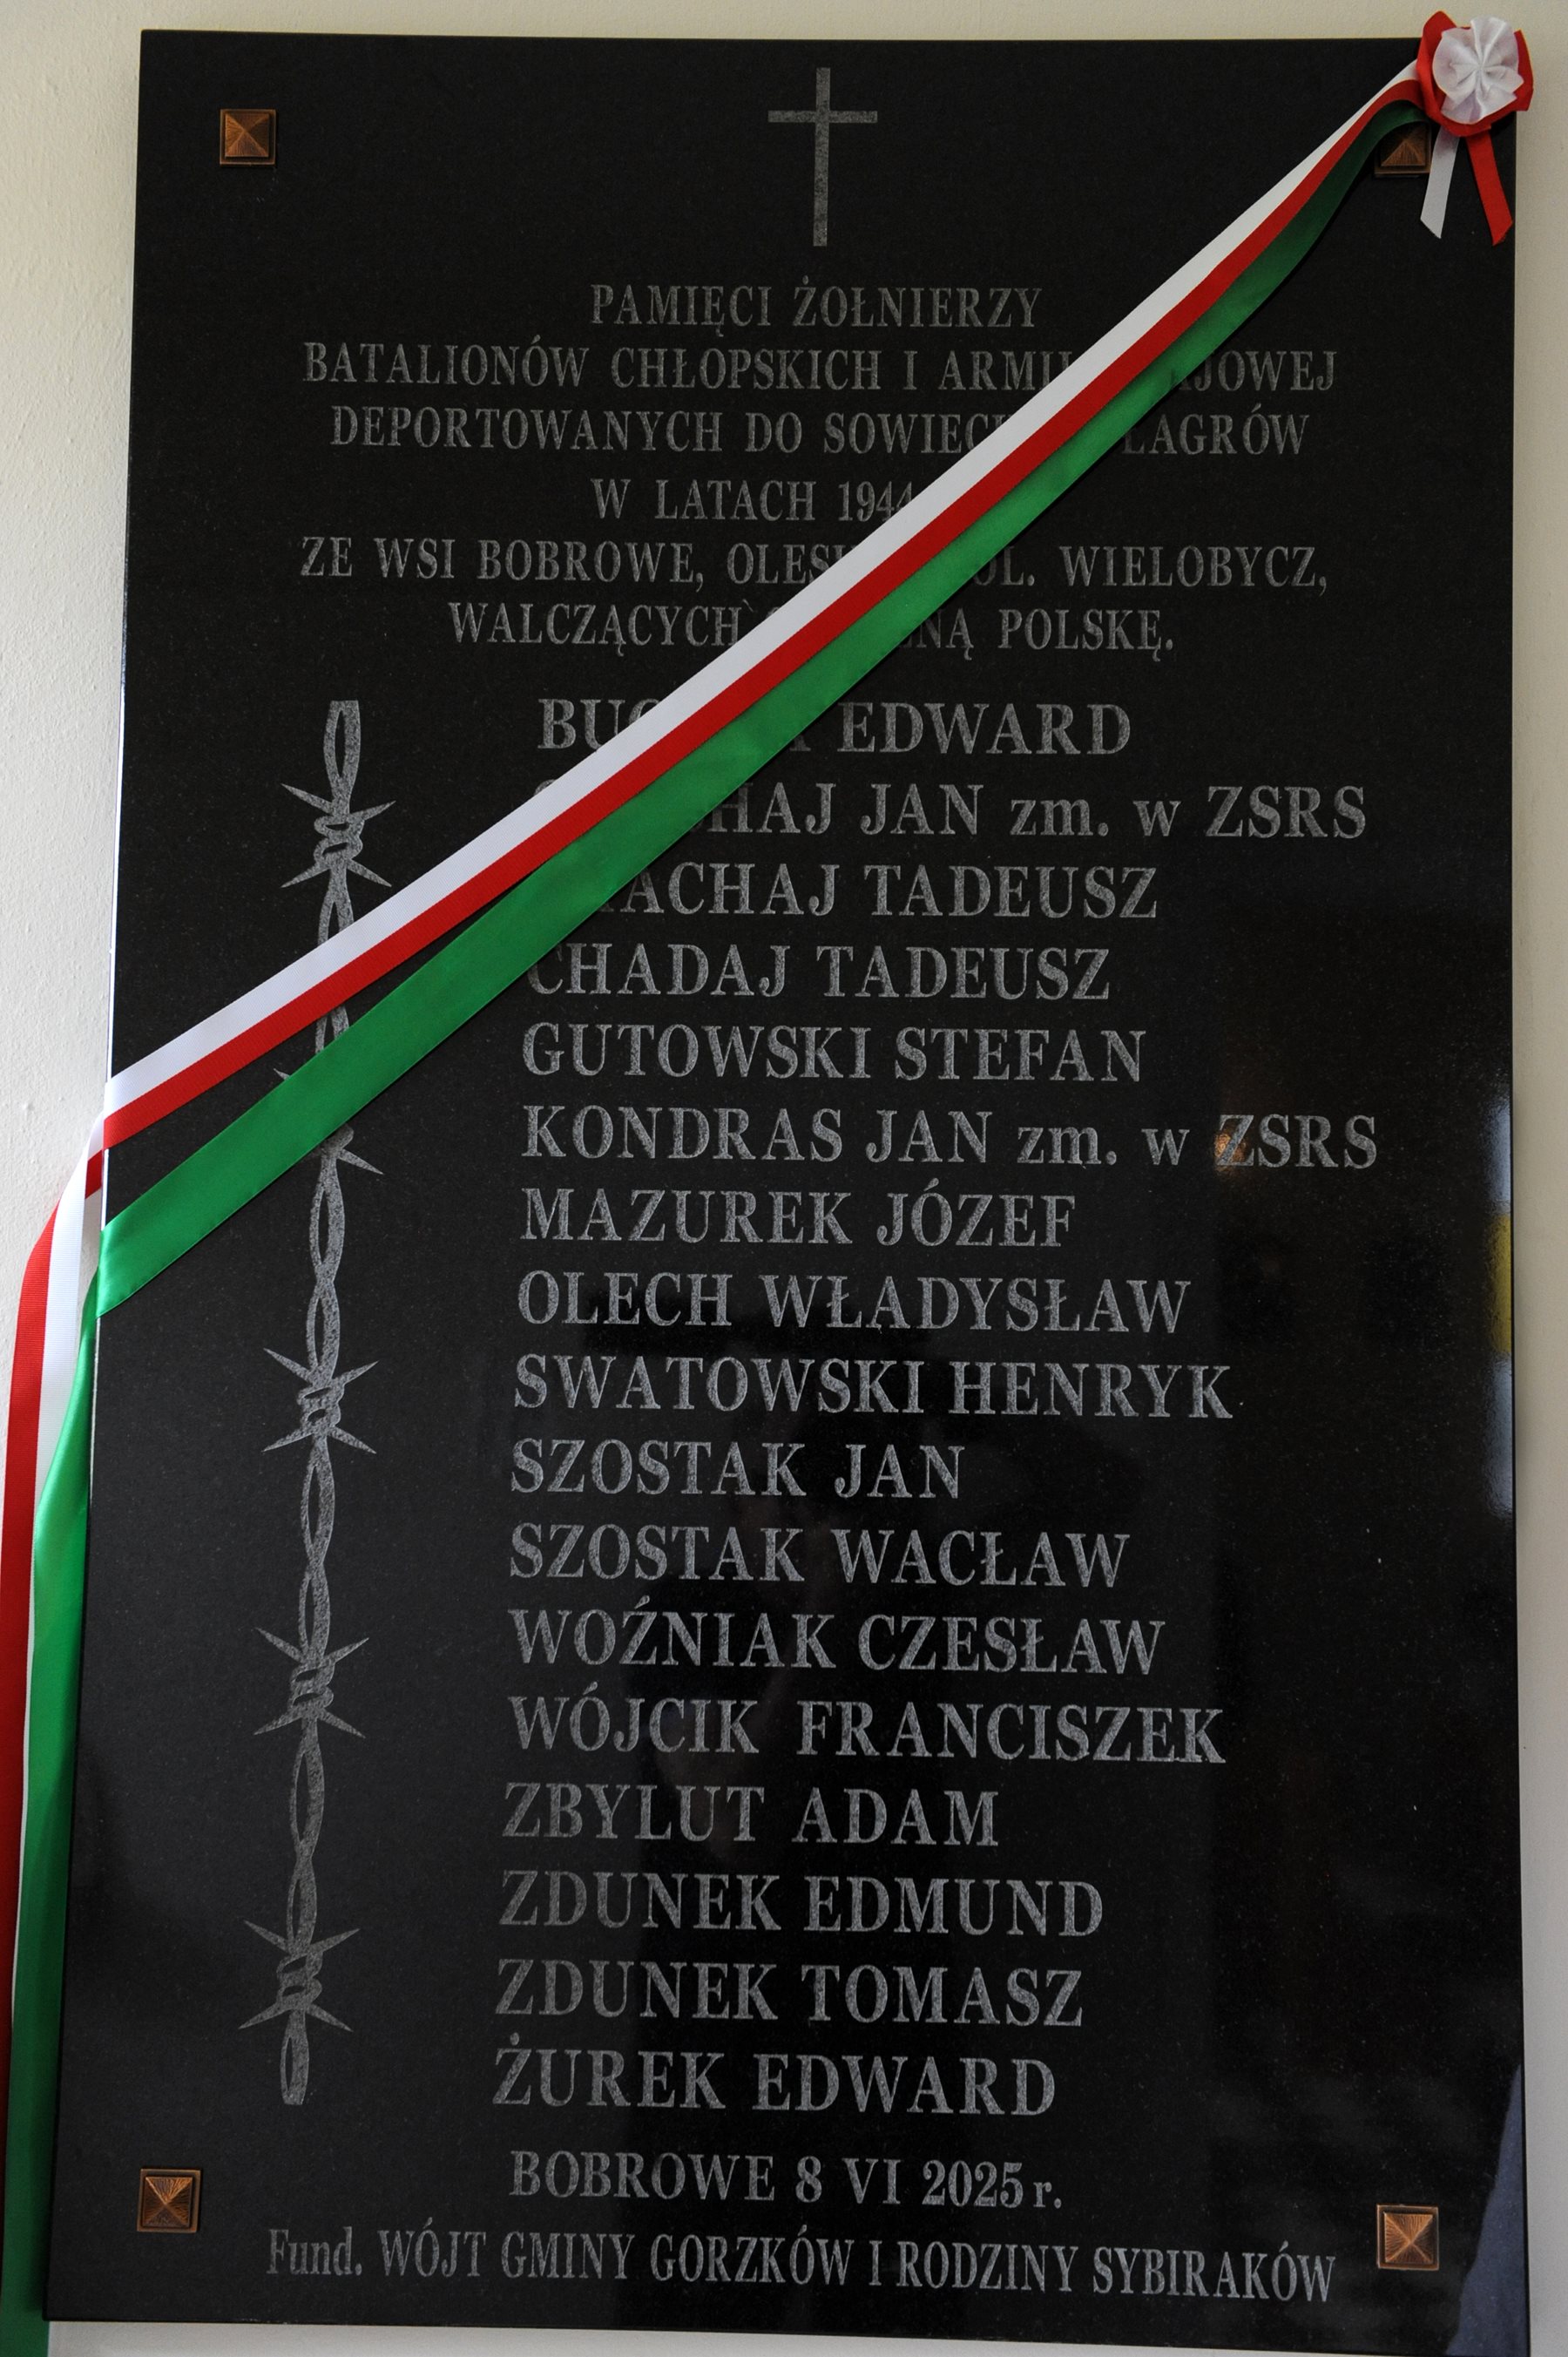 PAMIĘCI ŻOŁNIERZY
BATALIONÓW CHŁOPSKICH I
DEPORTOWANYCH DO
W LATACH
ZE WSI BOBROWE, WIELOBYCZ,
WALCZĄCYCH POLSKĘ.
EDWARD
JAN zm. w ZSRS
TADEUSZ
CHADAJ TADEUSZ
GUTOWSKI STEFAN
KONDRAS JAN zm. w ZSRS
MAZUREK JÓZEF
OLECH WŁADYSŁAW
SWATOWSKI HENRYK
SZOSTAK JAN
SZOSTAK WACŁAW
WOŹNIAK CZESŁAW
WÓJCIK FRANCISZEK
ZBYLUT ADAM
ZDUNEK EDMUND
ZDUNEK TOMASZ
ŻUREK EDWARD
BOBROWE 8 VI 2025 r.
Fund. WÓJT GMINY GORZKÓW I RODZINY SYBIRAKÓW